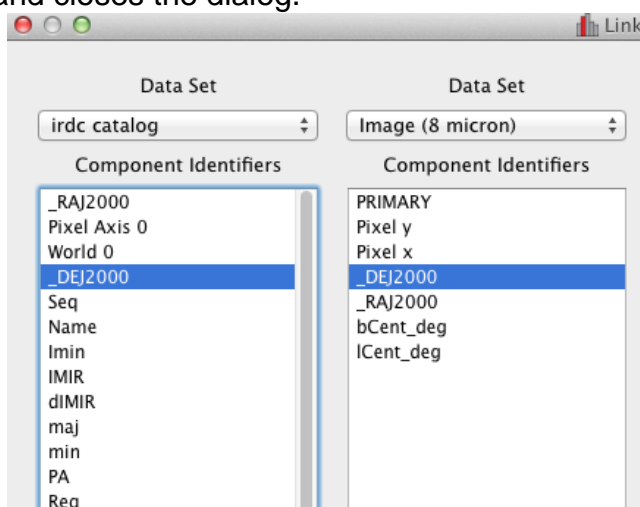 and closes the dialog.
Link
Data Set
irdc catalog
Component Identifiers
_RAJ2000
Pixel Axis 0
World 0
_DEJ2000
Seq
Name
Imin
IMIR
dIMIR
maj
min
PA
Req
Data Set
Image (8 micron)
Component Identifiers
PRIMARY
Pixel y
Pixel x
_DEJ2000
_RAJ2000
bCent_deg
lCent_deg